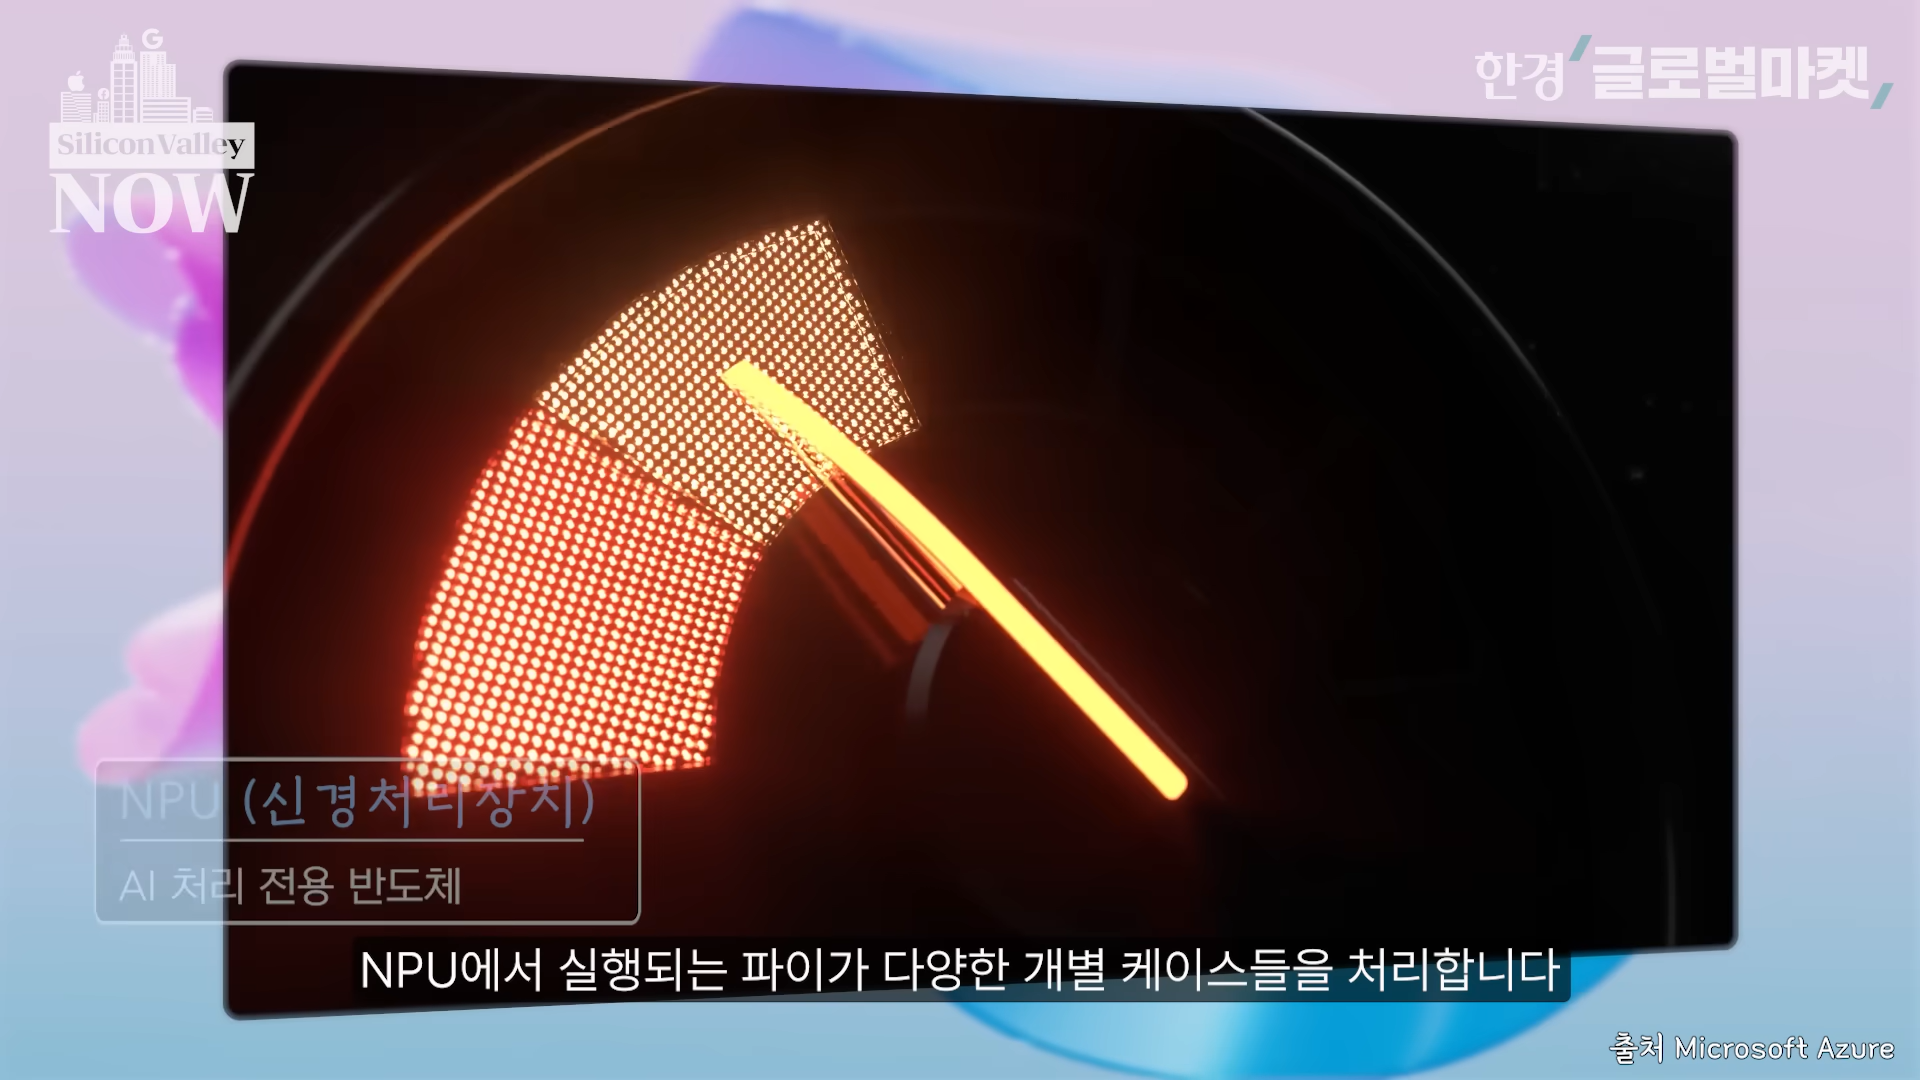 G
Silicon Valley
NOW
한경 글로벌마켓
NPU (신경처리장치)
AI 처리 전용 반도체
NPU에서 실행되는 파이가 다양한 개별 케이스들을 처리합니다
출처 Microsoft Azure